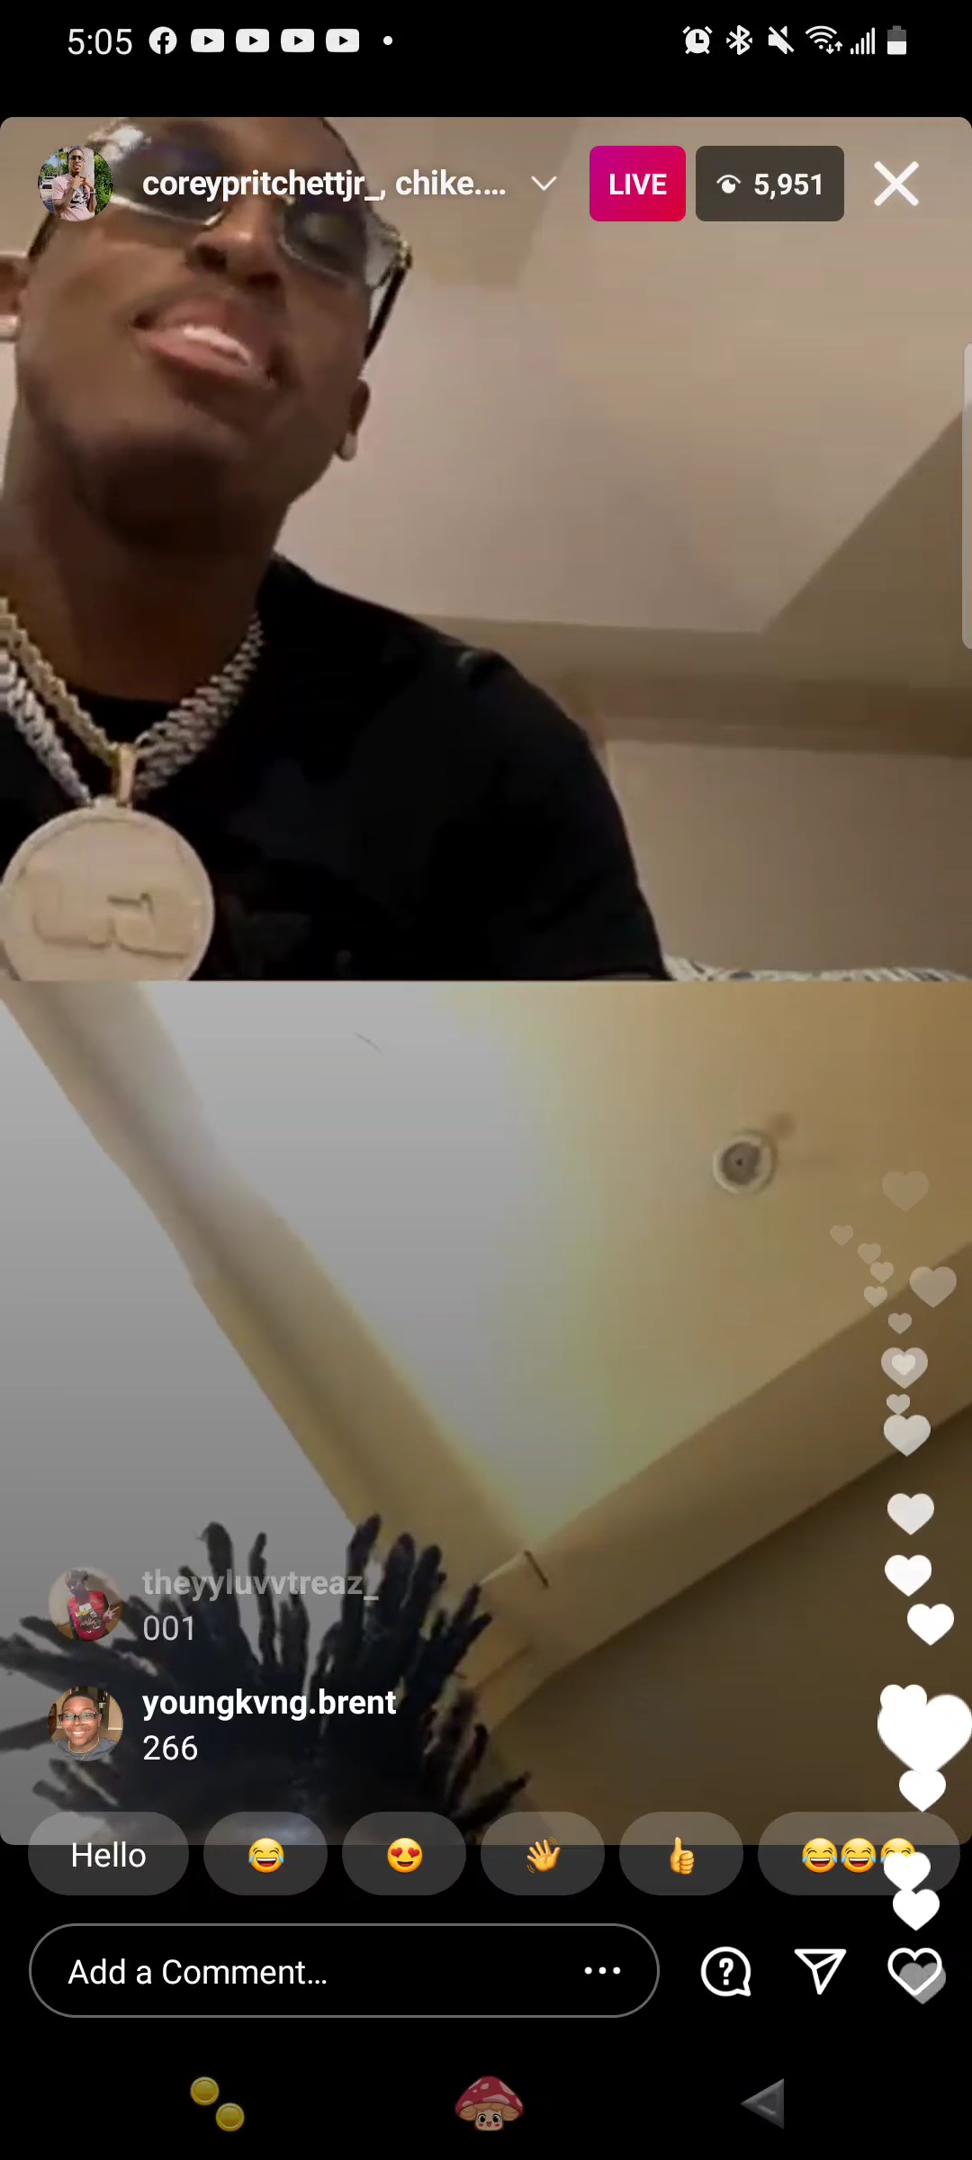 5:05
coreypritchettjr_, chike....
LIVE
5,951
theyyluvvtreaz_
001
youngkvng.brent
266
Hello
Add a Comment...